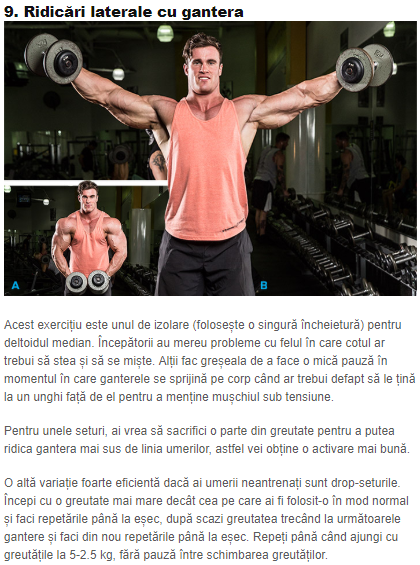 9. Ridicări laterale cu gantera
A
B
Acest exercițiu este unul de izolare (folosește o singură încheietură) pentru
deltoidul median. Începătorii au mereu probleme cu felul în care cotul ar
trebui să stea și să se miște. Alții fac greșeala de a face o mică pauză în
momentul în care ganterele se sprijină pe corp când ar trebui defapt să le țină
la un unghi față de el pentru a menține mușchiul sub tensiune.
Pentru unele seturi, ai vrea să sacrifici o parte din greutate pentru a putea
ridica gantera mai sus de linia umerilor, astfel vei obține o activare mai bună.
O altă variație foarte eficientă dacă ai umerii neantrenați sunt drop-seturile.
Începi cu o greutate mai mare decât cea pe care ai fi folosit-o în mod normal
și faci repetările până la eșec, după scazi greutatea trecând la următoarele
gantere și faci din nou repetările până la eșec. Repeți până când ajungi cu
greutățile la 5-2.5 kg, fără pauză între schimbarea greutăților.